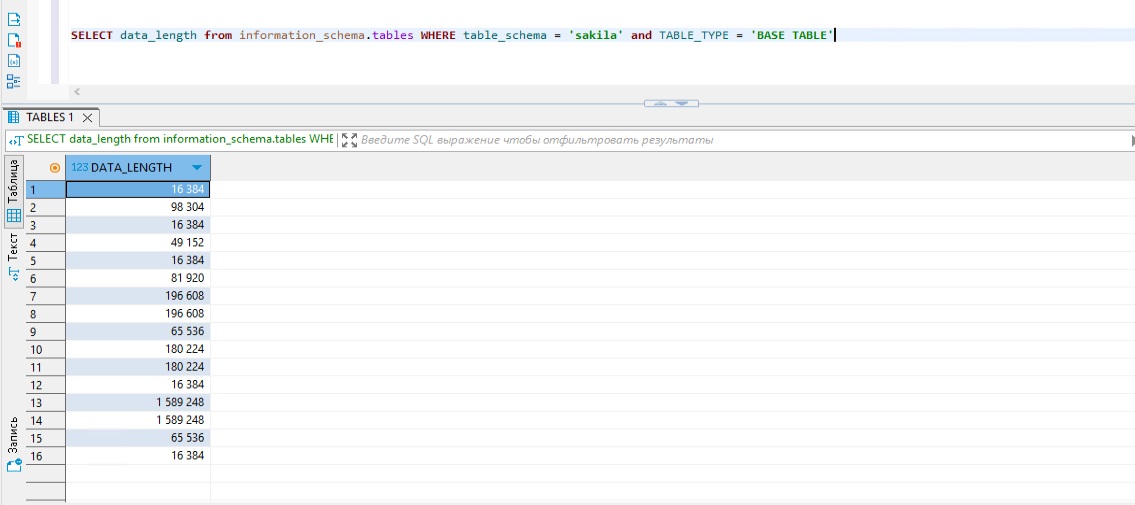 SELECT data_length from information_schema.tables WHERE table_schema = 'sakila' and TABLE_TYPE = 'BASE TABLE'
TABLES 1
SELECT data_length from information_schema.tables WHE
Введите SQL выражение чтобы отфильтровать результаты
Таблица
Текст
Запись
123 DATA_LENGTH
1 16 384
2 98 304
3 16 384
4 49 152
5 16 384
6 81 920
7 196 608
8 196 608
9 65 536
10 180 224
11 180 224
12 16 384
13 1 589 248
14 1 589 248
15 65 536
16 16 384